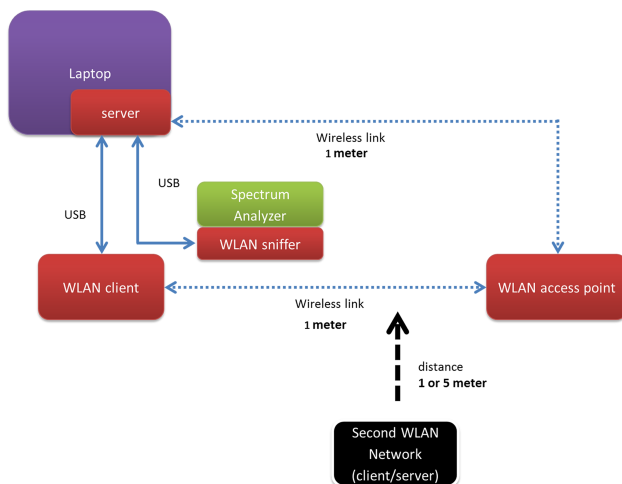 Laptop
server
Wireless link
1 meter
USB
USB
Spectrum
Analyzer
WLAN sniffer
WLAN client
WLAN access point
Wireless link
1 meter
distance
1 or 5 meter
Second WLAN
Network
(client/server)